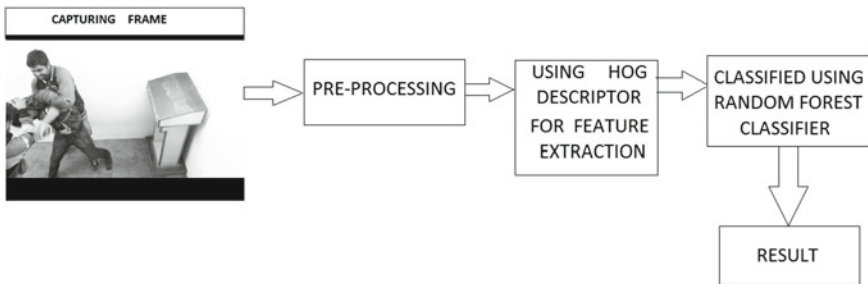 CAPTURING FRAME
PRE-PROCESSING
USING HOG
DESCRIPTOR
FOR FEATURE
EXTRACTION
CLASSIFIED USING
RANDOM FOREST
CLASSIFIER
RESULT